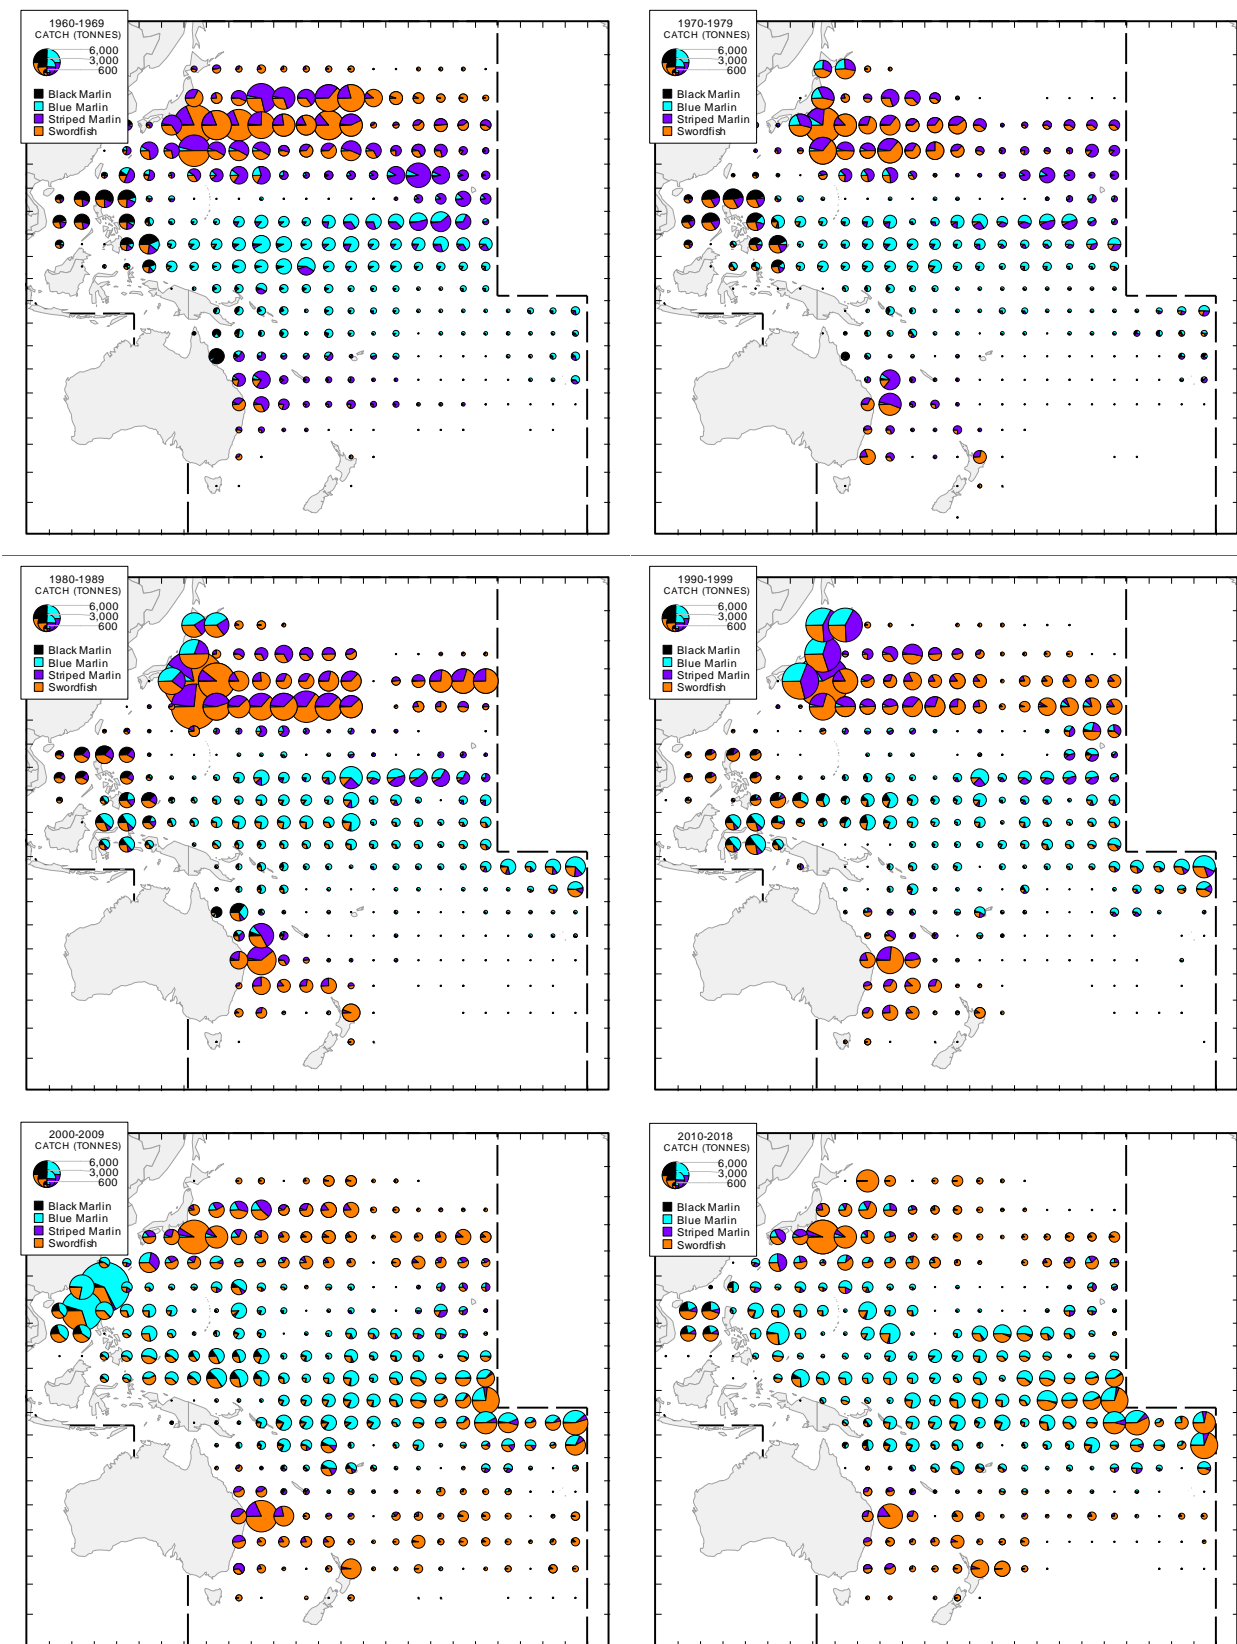 1960-1969
CATCH (TONNES)
6,000
3,000
600
Black Marlin
Blue Marlin
Striped Marlin
Swordfish
1970-1979
CATCH (TONNES)
6,000
3,000
600
Black Marlin
Blue Marlin
Striped Marlin
Swordfish
1980-1989
CATCH (TONNES)
6,000
3,000
600
Black Marlin
Blue Marlin
Striped Marlin
Swordfish
1990-1999
CATCH (TONNES)
6,000
3,000
600
Black Marlin
Blue Marlin
Striped Marlin
Swordfish
2000-2009
CATCH (TONNES)
6,000
3,000
600
Black Marlin
Blue Marlin
Striped Marlin
Swordfish
2010-2018
CATCH (TONNES)
6,000
3,000
600
Black Marlin
Blue Marlin
Striped Marlin
Swordfish